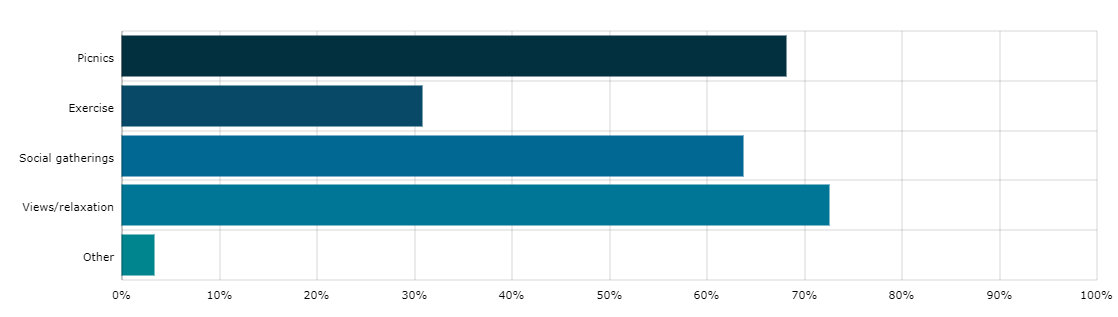 Picnics
Exercise
Social gatherings
Views/relaxation
Other
0% 10% 20% 30% 40% 50% 60% 70% 80% 90% 100%